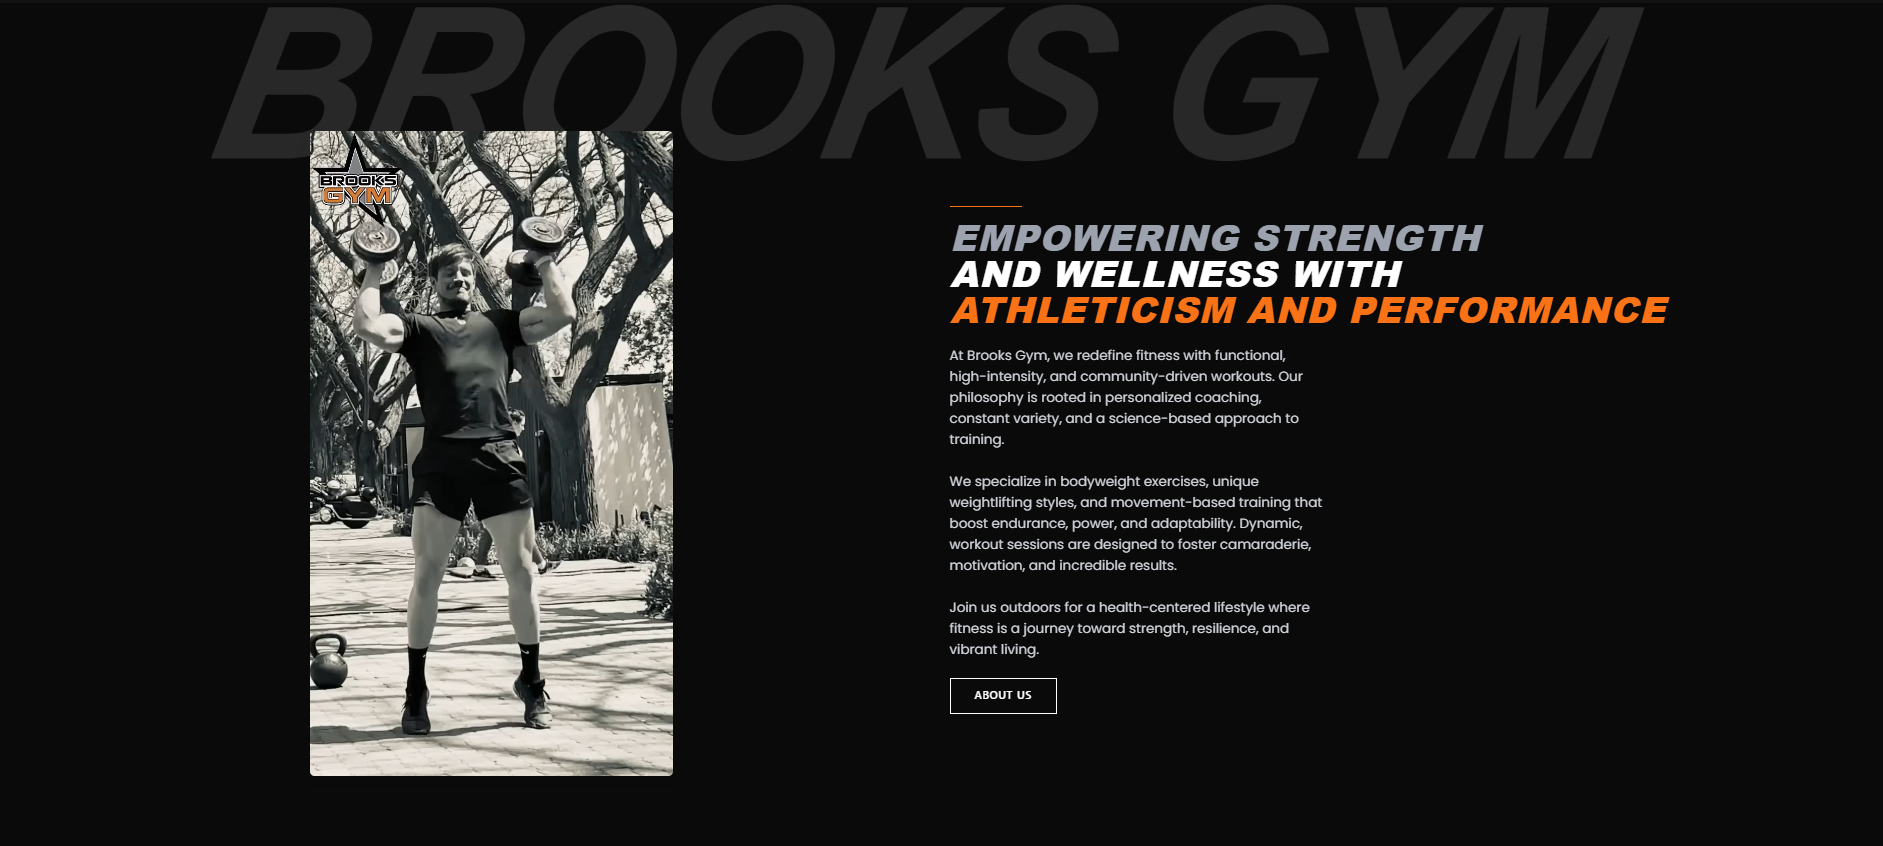 BROOKS GYM
BROOKS
GYM
EMPOWERING STRENGTH
AND WELLNESS WITH
ATHLETICISM AND PERFORMANCE
At Brooks Gym, we redefine fitness with functional,
high-intensity, and community-driven workouts. Our
philosophy is rooted in personalized coaching,
constant variety, and a science-based approach to
training.
We specialize in bodyweight exercises, unique
weightlifting styles, and movement-based training that
boost endurance, power, and adaptability. Dynamic,
workout sessions are designed to foster camaraderie,
motivation, and incredible results.
Join us outdoors for a health-centered lifestyle where
fitness is a journey toward strength, resilience, and
vibrant living.
ABOUT US